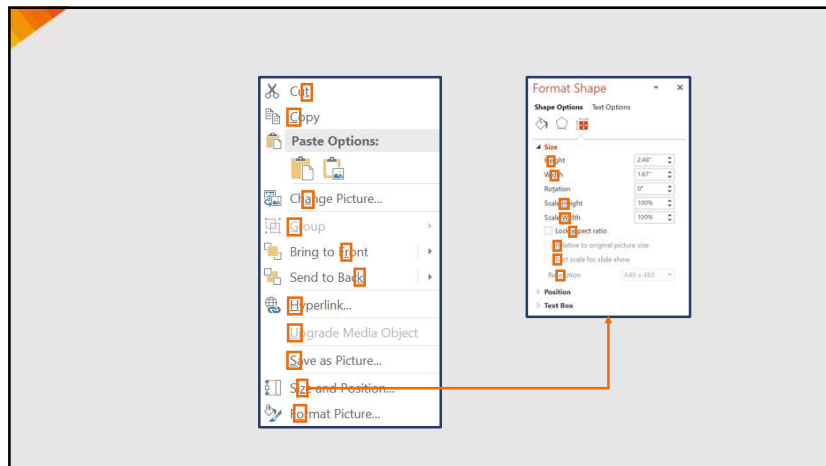 Cut
Copy
Paste Options:
Change Picture...
Group
Bring to Front
Send to Back
Hyperlink...
Upgrade Media Object
Save as Picture...
Size and Position...
Format Picture...
Format Shape
Shape Options Text Options
Size
Height 2.48"
Width 1.67"
Rotation 0°
Scale Height 100%
Scale Width 100%
Lock aspect ratio
Relative to original picture size
Best scale for slide show
Resolution 640 x 480
Position
Text Box